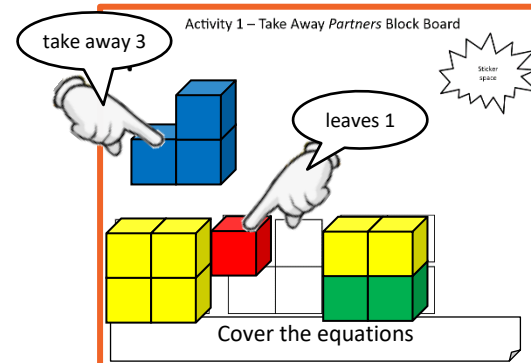 Activity 1 – Take Away Partners Block Board
take away 3
Sticker
space
leaves 1
Cover the equations